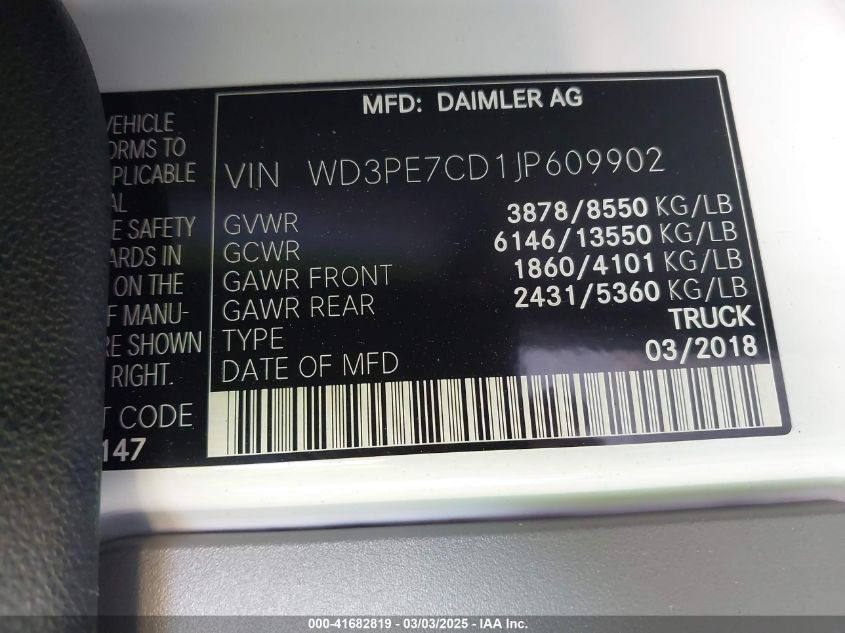 VEHICLE
ORMS TO
PLICABLE
AL
E SAFETY
ARDS IN
ON THE
F MANU-
RE SHOWN
RIGHT.
T CODE
147
MFD: DAIMLER AG
VIN WD3PE7CD1JP609902
GVWR 3878/8550 KG/LB
GCWR 6146/13550 KG/LB
GAWR FRONT 1860/4101 KG/LB
GAWR REAR 2431/5360 KG/LB
TYPE TRUCK
DATE OF MFD 03/2018
000-41682819 - 03/03/2025 - IAA Inc.